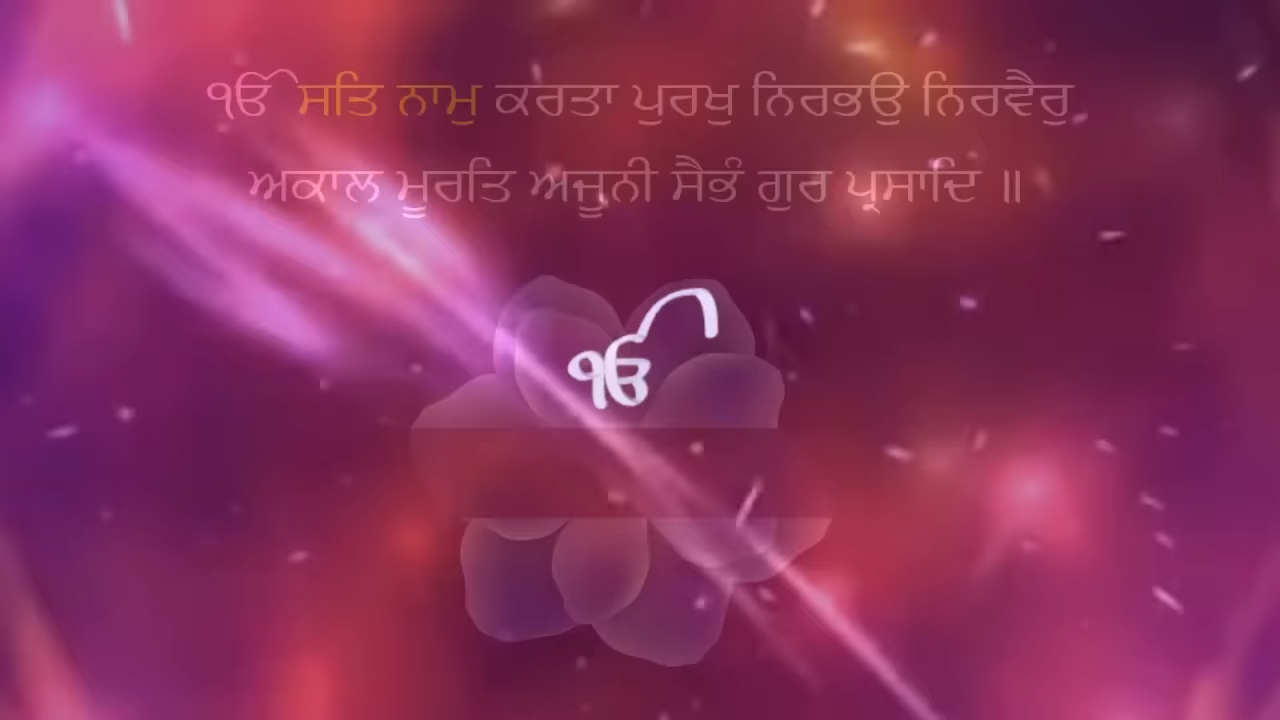 ੴ ਸਤਿ ਨਾਮੁ ਕਰਤਾ ਪੁਰਖੁ ਨਿਰਭਉ ਨਿਰਵੈਰੁ
ਅਕਾਲ ਮੂਰਤਿ ਅਜੂਨੀ ਸੈਭੰ ਗੁਰ ਪ੍ਰਸਾਦਿ ॥
ੴ